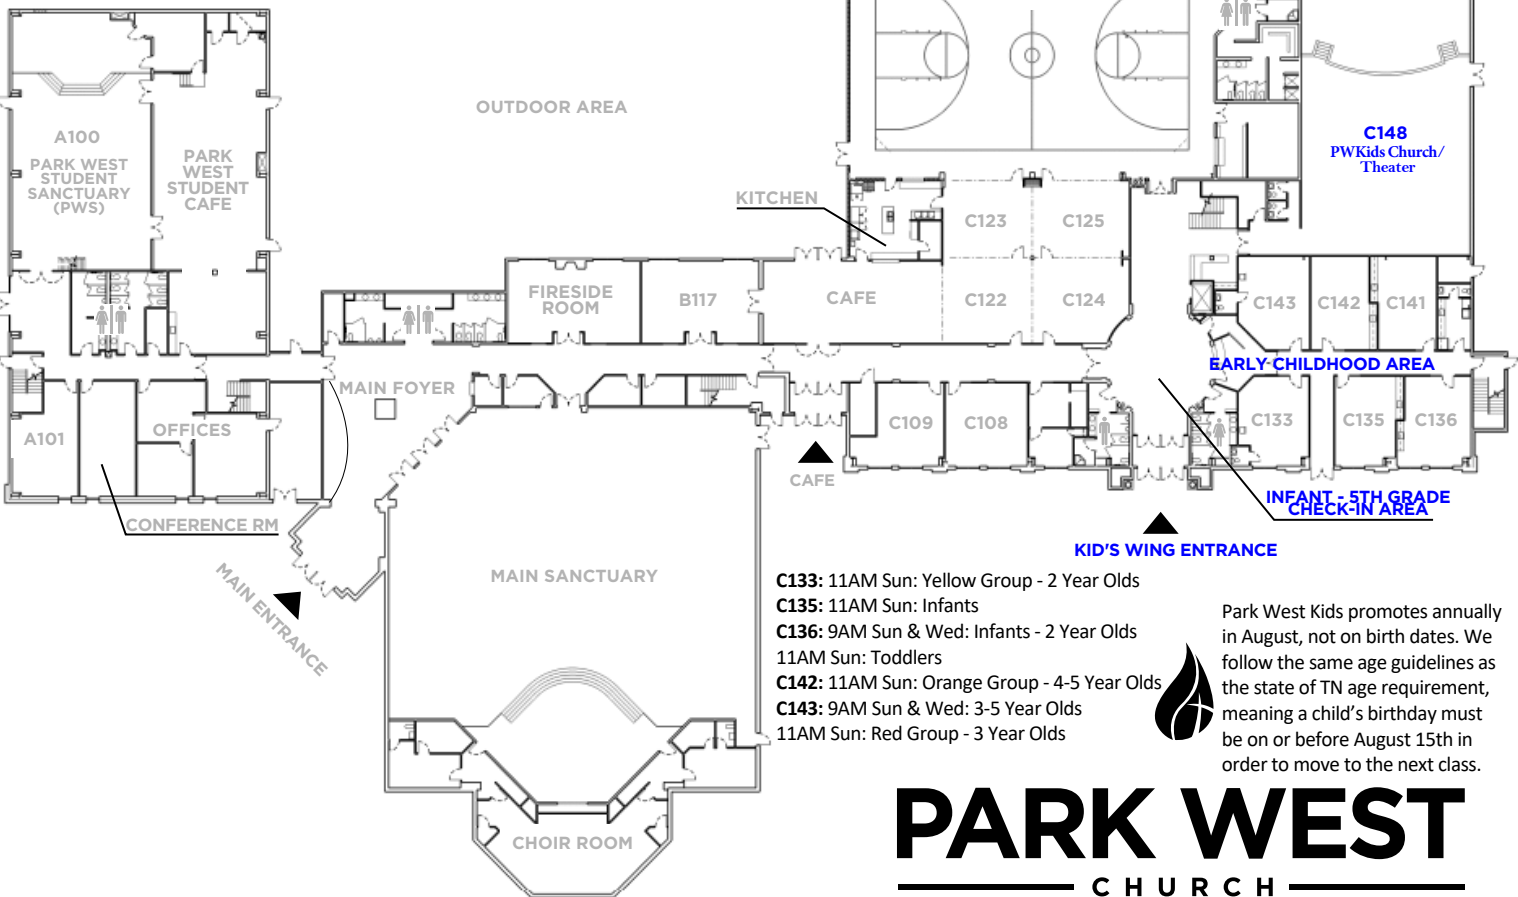 OUTDOOR AREA
A100
PARK WEST
STUDENT
SANCTUARY
(PWS)
PARK
WEST
STUDENT
CAFE
C148
PWKids Church/
Theater
KITCHEN
C123
C125
FIRESIDE
ROOM
B117
CAFE
C122
C124
C143
C142
C141
EARLY CHILDHOOD AREA
MAIN FOYER
A101
OFFICES
C109
C108
C133
C135
C136
CAFE
CONFERENCE RM
INFANT - 5TH GRADE
CHECK-IN AREA
KID'S WING ENTRANCE
MAIN ENTRANCE
MAIN SANCTUARY
CHOIR ROOM
C133: 11AM Sun: Yellow Group - 2 Year Olds
C135: 11AM Sun: Infants
C136: 9AM Sun & Wed: Infants - 2 Year Olds
11AM Sun: Toddlers
C142: 11AM Sun: Orange Group - 4-5 Year Olds
C143: 9AM Sun & Wed: 3-5 Year Olds
11AM Sun: Red Group - 3 Year Olds
Park West Kids promotes annually
in August, not on birth dates. We
follow the same age guidelines as
the state of TN age requirement,
meaning a child’s birthday must
be on or before August 15th in
order to move to the next class.
PARK WEST
CHURCH